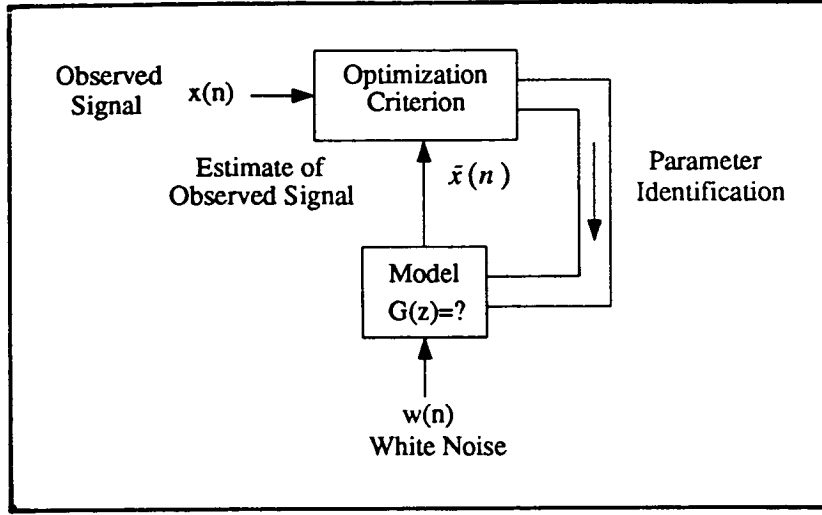 Observed
Signal
x(n)
Optimization
Criterion
Estimate of
Observed Signal
x̃(n)
Parameter
Identification
Model
G(z)=?
w(n)
White Noise